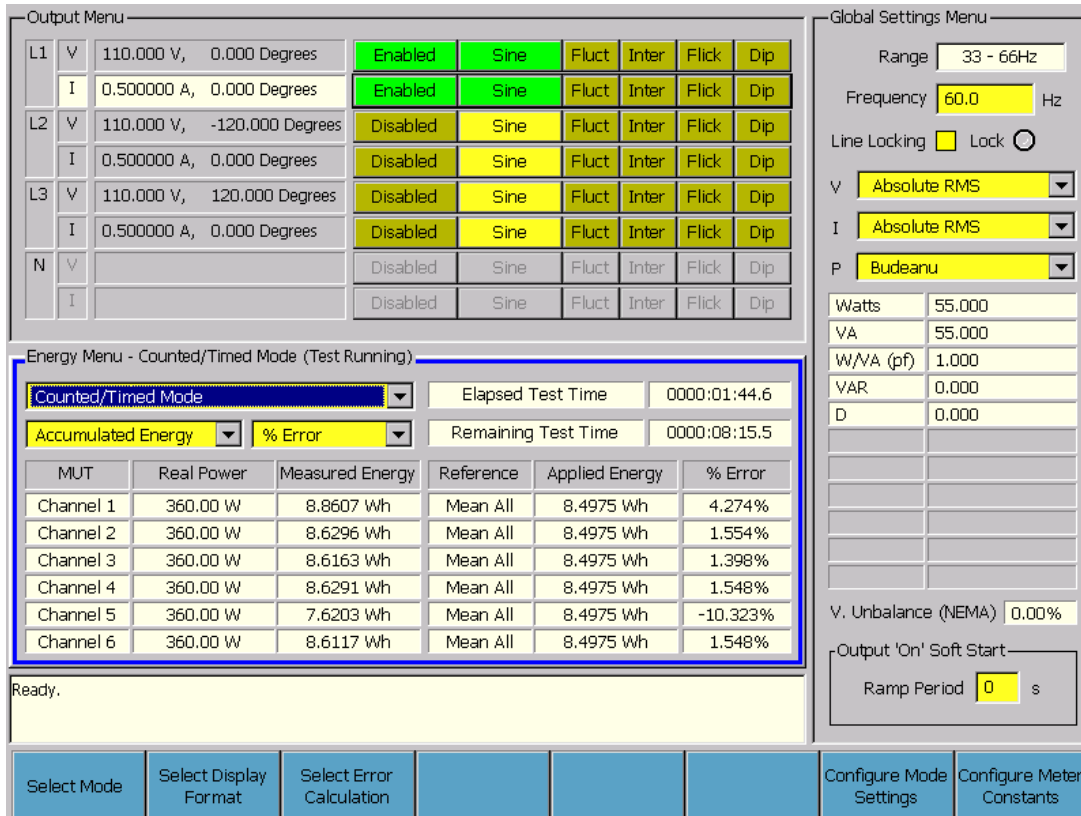 Output Menu
L1 V 110.000 V, 0.000 Degrees Enabled Sine Fluct Inter Flick Dip
I 0.500000 A, 0.000 Degrees Enabled Sine Fluct Inter Flick Dip
L2 V 110.000 V, -120.000 Degrees Disabled Sine Fluct Inter Flick Dip
I 0.500000 A, 0.000 Degrees Disabled Sine Fluct Inter Flick Dip
L3 V 110.000 V, 120.000 Degrees Disabled Sine Fluct Inter Flick Dip
I 0.500000 A, 0.000 Degrees Disabled Sine Fluct Inter Flick Dip
N V Disabled Sine Fluct Inter Flick Dip
I Disabled Sine Fluct Inter Flick Dip
Energy Menu - Counted/Timed Mode (Test Running)
Counted/Timed Mode Elapsed Test Time 0000:01:44.6
Accumulated Energy % Error Remaining Test Time 0000:08:15.5
MUT Real Power Measured Energy Reference Applied Energy % Error
Channel 1 360.00 W 8.8607 Wh Mean All 8.4975 Wh 4.274%
Channel 2 360.00 W 8.6296 Wh Mean All 8.4975 Wh 1.554%
Channel 3 360.00 W 8.6163 Wh Mean All 8.4975 Wh 1.398%
Channel 4 360.00 W 8.6291 Wh Mean All 8.4975 Wh 1.548%
Channel 5 360.00 W 7.6203 Wh Mean All 8.4975 Wh -10.323%
Channel 6 360.00 W 8.6117 Wh Mean All 8.4975 Wh 1.548%
Ready.
Global Settings Menu
Range 33 - 66Hz
Frequency 60.0 Hz
Line Locking Lock
V Absolute RMS
I Absolute RMS
P Budeanu
Watts 55.000
VA 55.000
W/VA (pf) 1.000
VAR 0.000
D 0.000
V. Unbalance (NEMA) 0.00%
Output 'On' Soft Start
Ramp Period 0 s
Select Mode
Select Display
Format
Select Error
Calculation
Configure Mode
Settings
Configure Meter
Constants